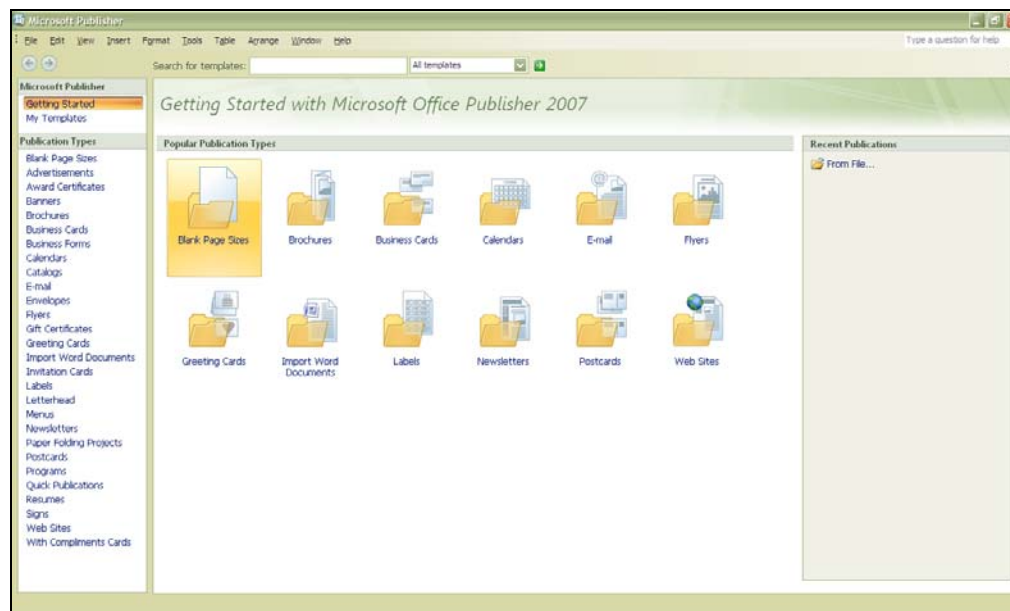 Microsoft Publisher
File Edit View Insert Format Tools Table Arrange Window Help
Type a question for help
Search for templates: All templates
Microsoft Publisher
Getting Started
My Templates
Publication Types
Blank Page Sizes
Advertisements
Award Certificates
Banners
Brochures
Business Cards
Business Forms
Calendars
Catalogs
E-mail
Envelopes
Flyers
Gift Certificates
Greeting Cards
Import Word Documents
Invitation Cards
Labels
Letterhead
Menus
Newsletters
Paper Folding Projects
Postcards
Programs
Quick Publications
Resumes
Signs
Web Sites
With Compliments Cards
Getting Started with Microsoft Office Publisher 2007
Popular Publication Types
Blank Page Sizes Brochures Business Cards Calendars E-mail Flyers
Greeting Cards Import Word Labels Newsletters Postcards Web Sites
Documents
Recent Publications
From File...